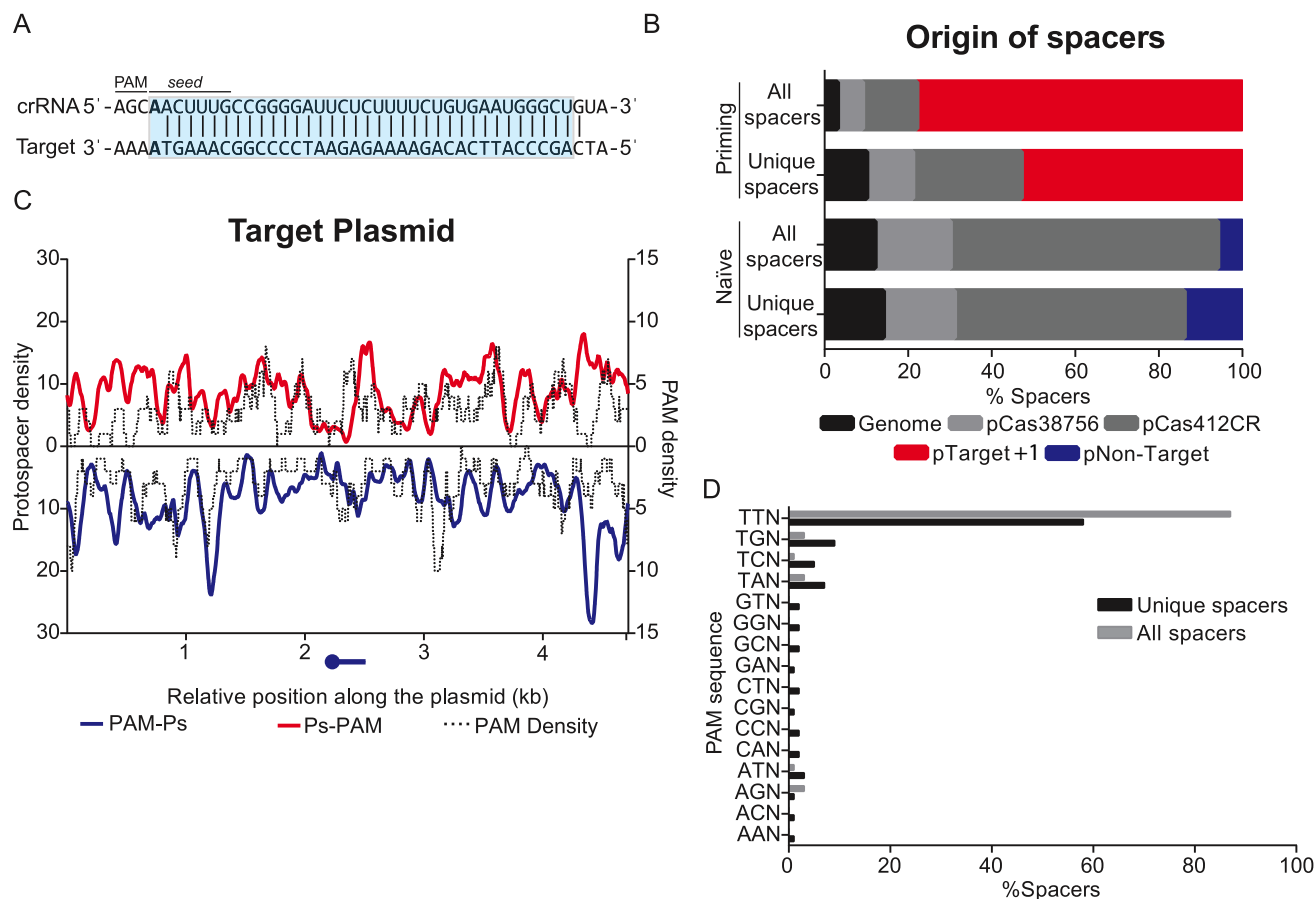 A
PAM seed
crRNA 5'-AGCAACUUUGCCGGGGAUUCUCUUUUCUGUGAAUGGGCUGUA-3'
Target 3'-AAAATGAAACGGCCCCTAAGAGAAAAGACACTTACCCGACTA-5'
B
Origin of spacers
Priming
All spacers
Unique spacers
Naïve
All spacers
Unique spacers
0 20 40 60 80 100
% Spacers
Genome pCas38756 pCas412CR
pTarget +1 pNon-Target
C
Target Plasmid
Protospacer density
30
20
10
0
10
20
30
15
10
5
0
5
10
15
PAM density
1 2 3 4
Relative position along the plasmid (kb)
PAM-Ps Ps-PAM PAM Density
D
PAM sequence
TTN
TGN
TCN
TAN
GTN
GGN
GCN
GAN
CTN
CGN
CCN
CAN
ATN
AGN
ACN
AAN
Unique spacers
All spacers
0 20 40 60 80 100
%Spacers